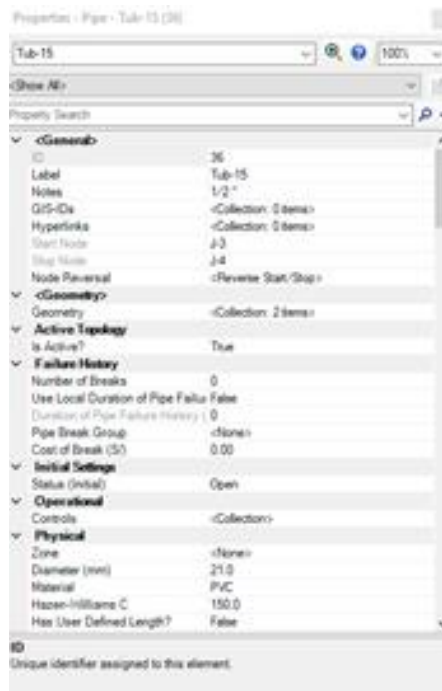 Properties - Pipe - Tub-15 (36)
Tub-15 100%
<Show All>
Property Search
<General>
ID 36
Label Tub-15
Notes 1/2 "
GIS-IDs <Collection: 0 items>
Hyperlinks <Collection: 0 items>
Start Node J-3
Stop Node J-4
Node Reversal <Reverse Start/Stop>
<Geometry>
Geometry <Collection: 2 items>
Active Topology
Is Active? True
Failure History
Number of Breaks 0
Use Local Duration of Pipe Failu False
Duration of Pipe Failure History ( 0
Pipe Break Group <None>
Cost of Break (S/) 0.00
Initial Settings
Status (Initial) Open
Operational
Controls <Collection>
Physical
Zone <None>
Diameter (mm) 21.0
Material PVC
Hazen-Williams C 150.0
Has User Defined Length? False
ID
Unique identifier assigned to this element.